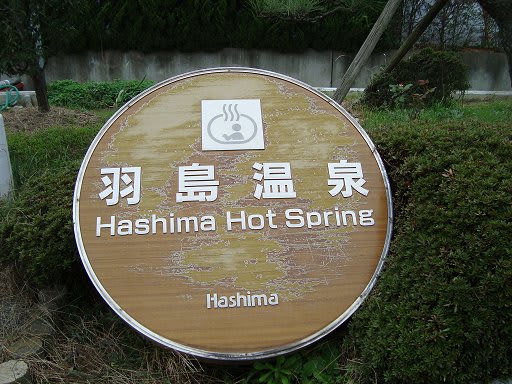 羽島温泉
Hashima Hot Spring
Hashima